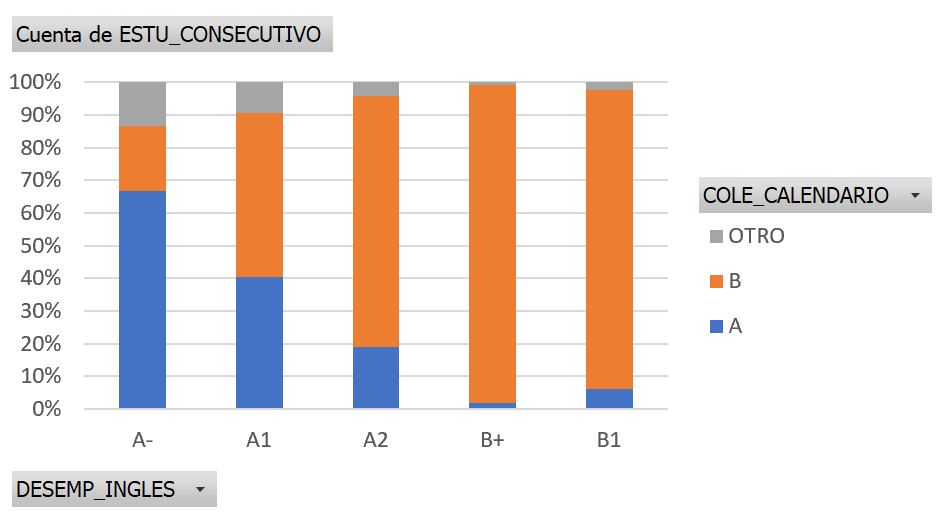 Cuenta de ESTU_CONSECUTIVO
100%
90%
80%
70%
60%
50%
40%
30%
20%
10%
0%
A-
A1
A2
B+
B1
COLE_CALENDARIO
OTRO
B
A
DESEMP_INGLES